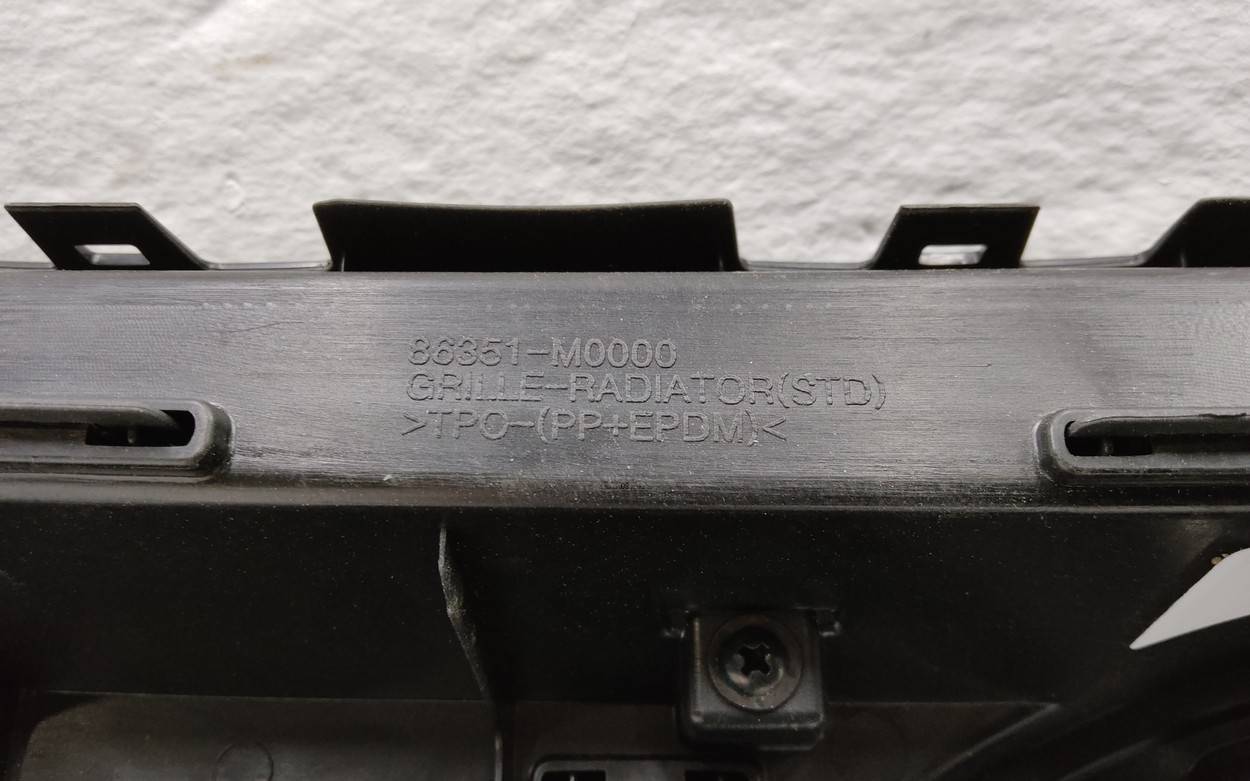 86351-M0000
GRILLE-RADIATOR(STD)
>TPO-(PP+EPDM)<